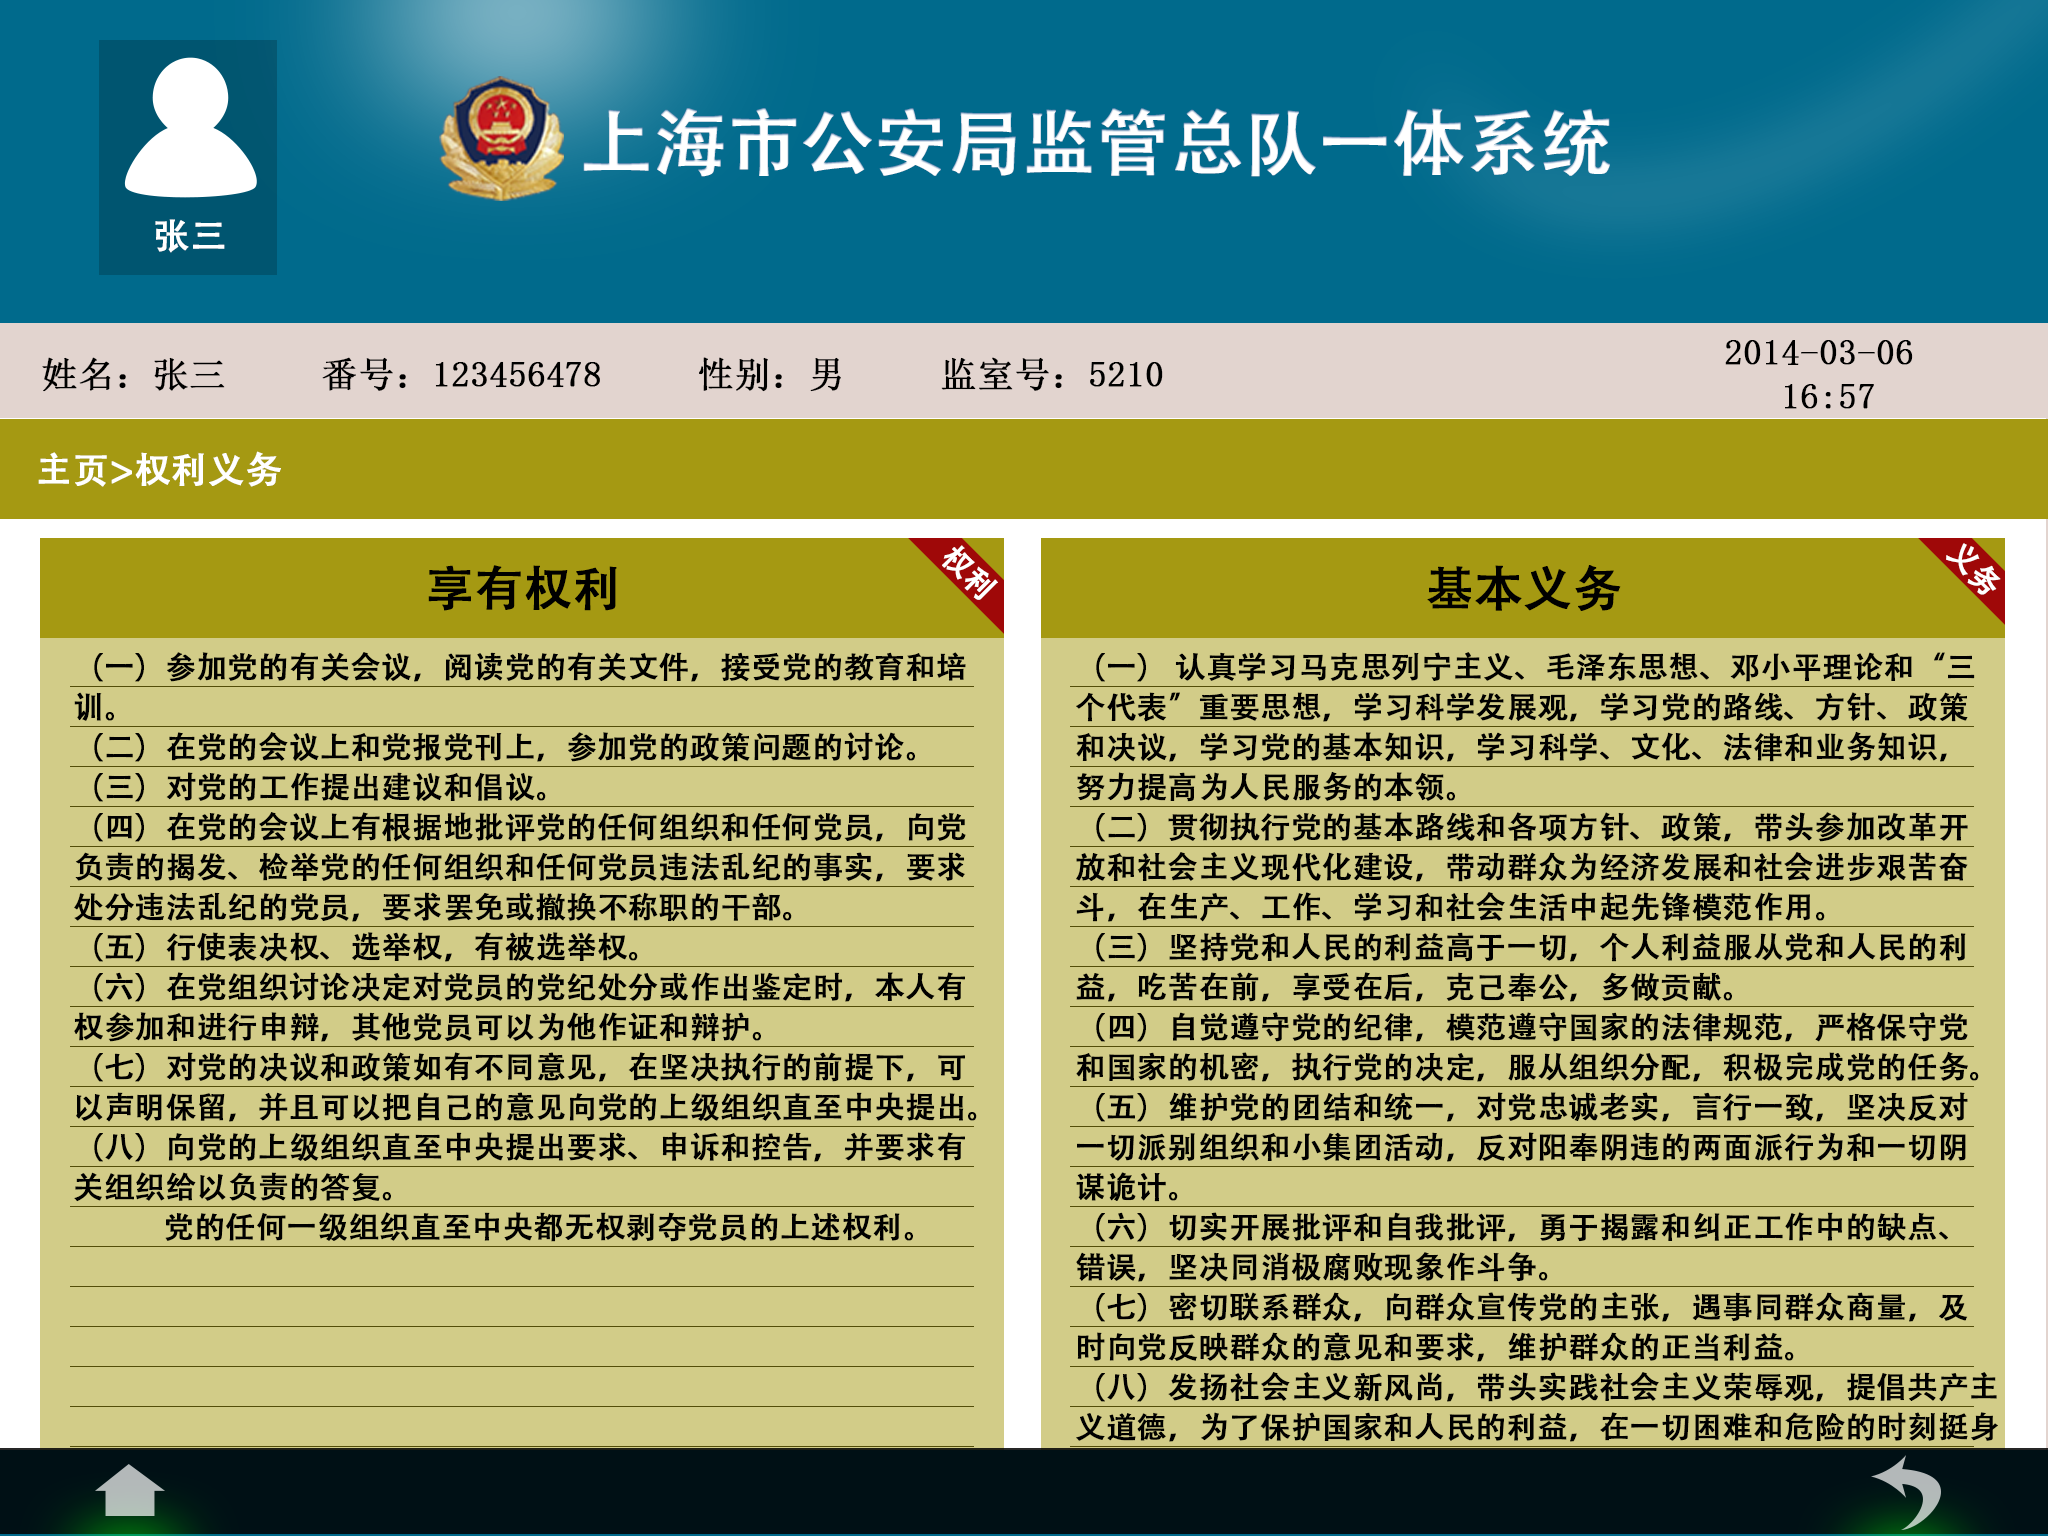 张三
上海市公安局监管总队一体系统
姓名：张三 番号：123456478 性别：男 监室号：5210
2014-03-06
16:57
主页>权利义务
享有权利
权利
（一）参加党的有关会议，阅读党的有关文件，接受党的教育和培
训。
（二）在党的会议上和党报党刊上，参加党的政策问题的讨论。
（三）对党的工作提出建议和倡议。
（四）在党的会议上有根据地批评党的任何组织和任何党员，向党
负责的揭发、检举党的任何组织和任何党员违法乱纪的事实，要求
处分违法乱纪的党员，要求罢免或撤换不称职的干部。
（五）行使表决权、选举权，有被选举权。
（六）在党组织讨论决定对党员的党纪处分或作出鉴定时，本人有
权参加和进行申辩，其他党员可以为他作证和辩护。
（七）对党的决议和政策如有不同意见，在坚决执行的前提下，可
以声明保留，并且可以把自己的意见向党的上级组织直至中央提出。
（八）向党的上级组织直至中央提出要求、申诉和控告，并要求有
关组织给以负责的答复。
党的任何一级组织直至中央都无权剥夺党员的上述权利。
基本义务
义务
（一） 认真学习马克思列宁主义、毛泽东思想、邓小平理论和“三
个代表”重要思想，学习科学发展观，学习党的路线、方针、政策
和决议，学习党的基本知识，学习科学、文化、法律和业务知识，
努力提高为人民服务的本领。
（二）贯彻执行党的基本路线和各项方针、政策，带头参加改革开
放和社会主义现代化建设，带动群众为经济发展和社会进步艰苦奋
斗，在生产、工作、学习和社会生活中起先锋模范作用。
（三）坚持党和人民的利益高于一切，个人利益服从党和人民的利
益，吃苦在前，享受在后，克己奉公，多做贡献。
（四）自觉遵守党的纪律，模范遵守国家的法律规范，严格保守党
和国家的机密，执行党的决定，服从组织分配，积极完成党的任务。
（五）维护党的团结和统一，对党忠诚老实，言行一致，坚决反对
一切派别组织和小集团活动，反对阳奉阴违的两面派行为和一切阴
谋诡计。
（六）切实开展批评和自我批评，勇于揭露和纠正工作中的缺点、
错误，坚决同消极腐败现象作斗争。
（七）密切联系群众，向群众宣传党的主张，遇事同群众商量，及
时向党反映群众的意见和要求，维护群众的正当利益。
（八）发扬社会主义新风尚，带头实践社会主义荣辱观，提倡共产主
义道德，为了保护国家和人民的利益，在一切困难和危险的时刻挺身